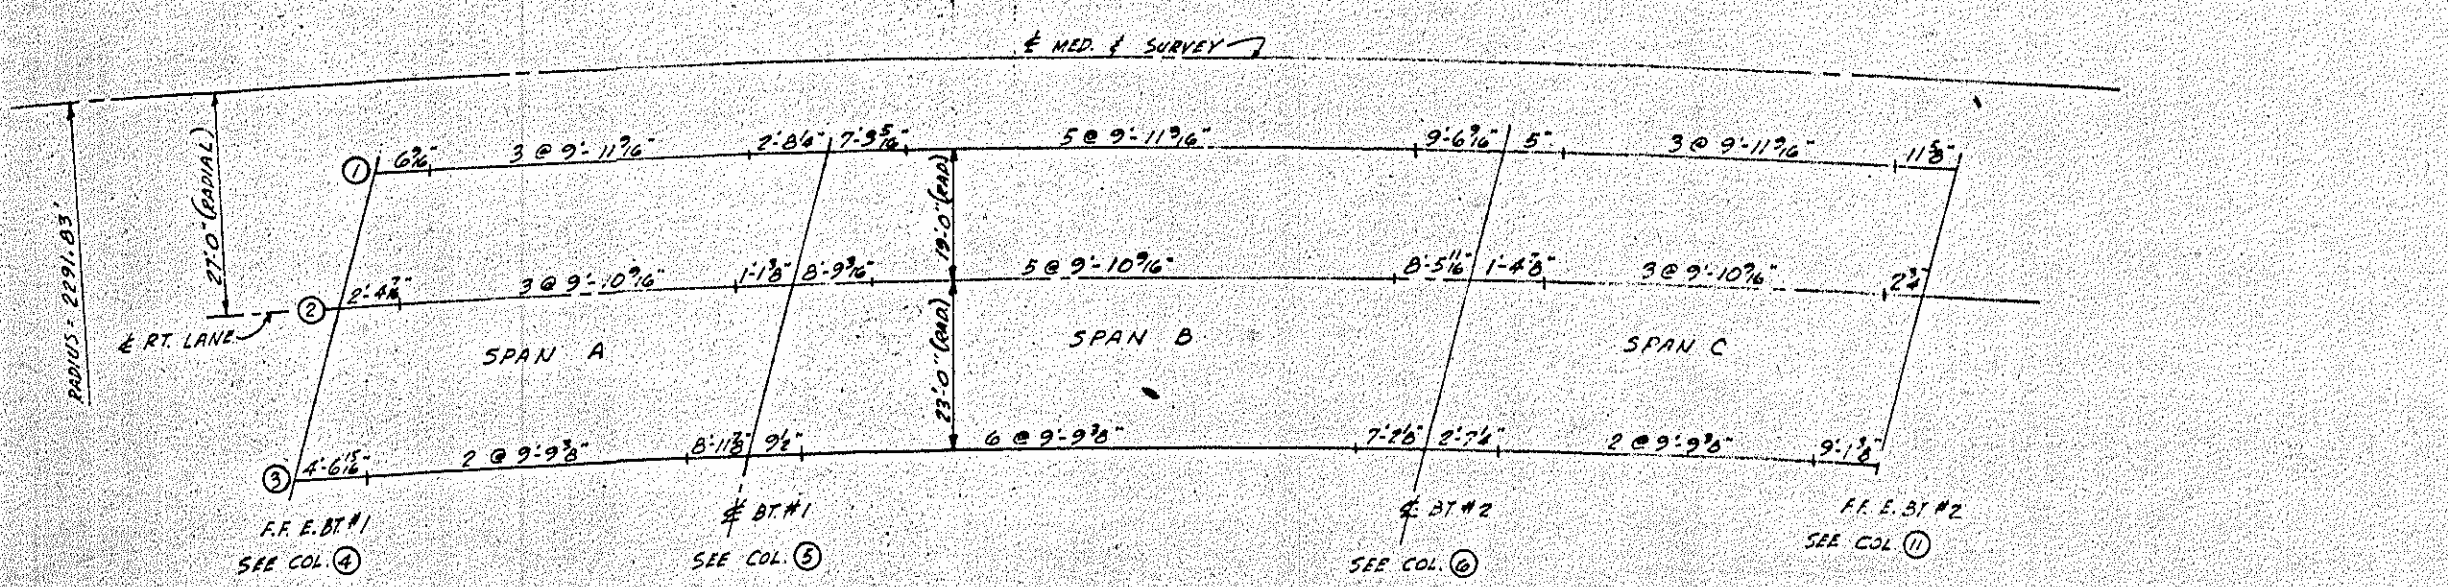 ℄ MED. & SURVEY
① 6 9/16" 3 @ 9'-11 9/16" 2'-8 1/4" 7'-3 5/16" 5 @ 9'-11 9/16" 9'-6 9/16" 5" 3 @ 9'-11 9/16" 11 5/8"
27'-0" (RADIAL)
RADIUS = 2291.83'
19'-0" (RAD)
② 2'-4 7/16" 3 @ 9'-10 9/16" 1'-1 3/8" 8'-9 3/16" 5 @ 9'-10 9/16" 8'-5 11/16" 1'-4 7/8" 3 @ 9'-10 9/16" 2 3/4"
℄ RT. LANE
SPAN A
SPAN B
SPAN C
23'-0" (RAD.)
③ 4'-6 15/16" 2 @ 9'-9 3/8" 8'-11 7/8" 9 1/2" 6 @ 9'-9 3/8" 7'-2 1/8" 2'-7 1/4" 2 @ 9'-9 3/8" 9'-1 3/8"
F.F. E. BT #1
SEE COL. ④
℄ BT. #1
SEE COL. ⑤
℄ BT #2
SEE COL. ⑥
F.F. E. BT #2
SEE COL. ⑪